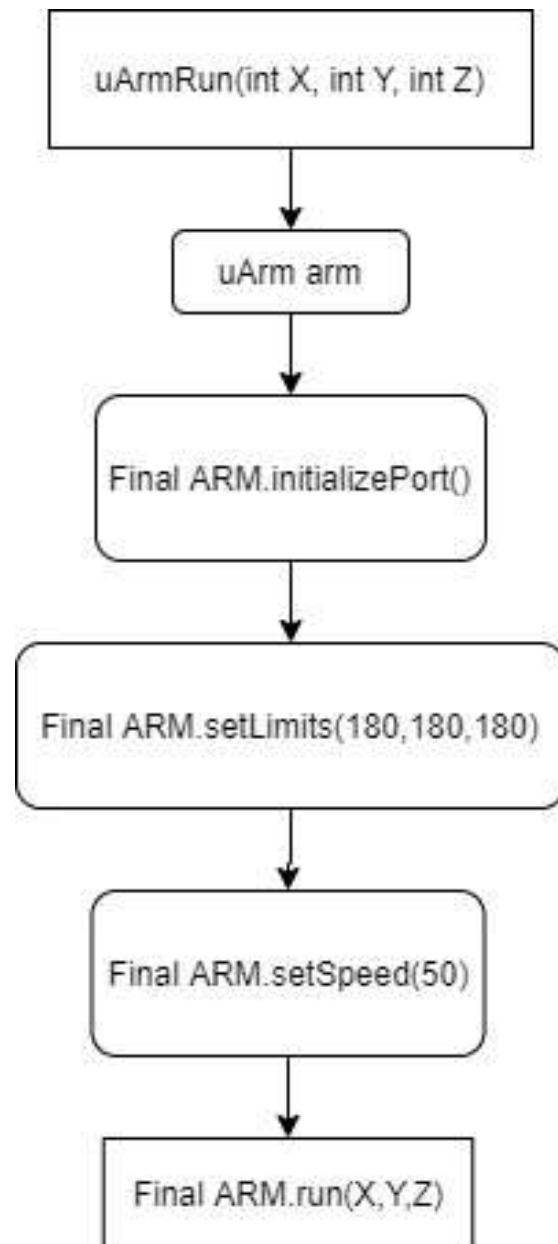 uArmRun(int X, int Y, int Z)
uArm arm
Final ARM.initializePort()
Final ARM.setLimits(180,180,180)
Final ARM.setSpeed(50)
Final ARM.run(X,Y,Z)